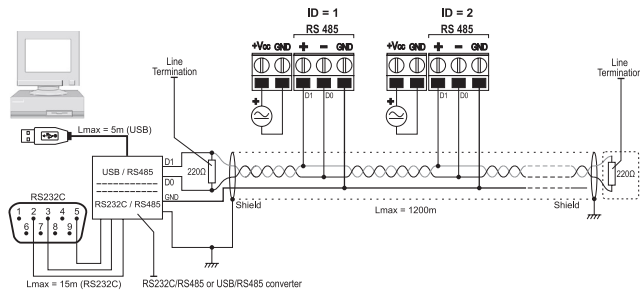 ID = 1
ID = 2
RS 485
RS 485
+Vcc GND + − GND
+Vcc GND + − GND
Line
Termination
Line
Termination
+
D1
D0
+
D1
D0
Lmax = 5m (USB)
USB / RS485
D1
220Ω
220Ω
D0
RS232C
GND
RS232C / RS485
Shield
Lmax = 1200m
Shield
1 2 3 4 5
6 7 8 9
Lmax = 15m (RS232C)
RS232C/RS485 or USB/RS485 converter